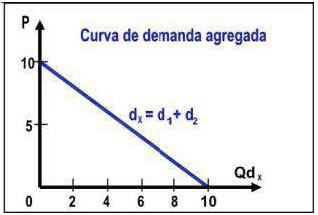 P
Curva de demanda agregada
10
dx = d1 + d2
5
Qdx
0 2 4 6 8 10